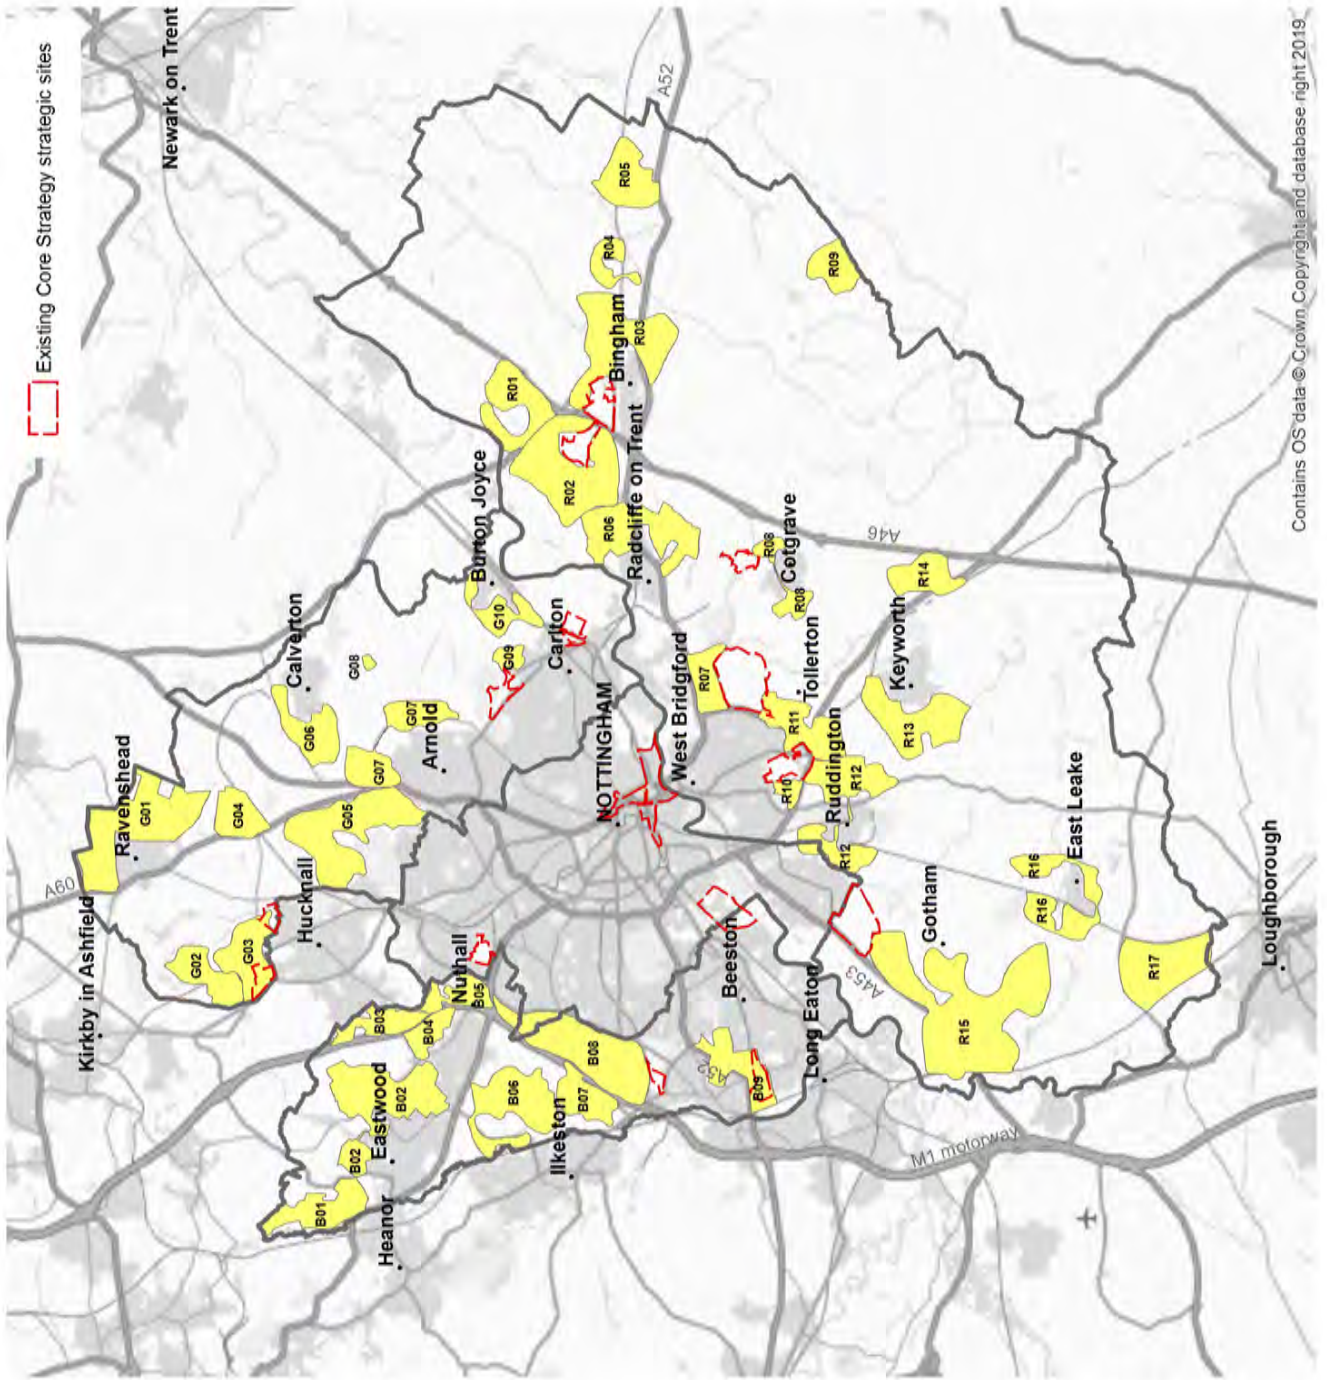 Newark on Trent
Existing Core Strategy strategic sites
A52
Ravenshead
A60
Kirkby in Ashfield
G01
G04
G02
G03
Hucknall
G05
G06
G07
G07
Calverton
G08
Arnold
Burton Joyce
G10
G09
Carlton
R01
R02
R06
Bingham
R03
R04
R05
R09
Radcliffe on Trent
NOTTINGHAM
West Bridgford
R07
R08
R08
Cotgrave
A46
Tollerton
R11
R10
Ruddington
R12
R12
Keyworth
R13
R14
East Leake
R16
R16
Gotham
R15
R17
Loughborough
A453
Nuthall
B05
B03
B04
Eastwood
B02
B02
B01
Heanor
B06
B07
B08
Ilkeston
Beeston
A52
B09
Long Eaton
M1 motorway
Contains OS data © Crown Copyright and database right 2019